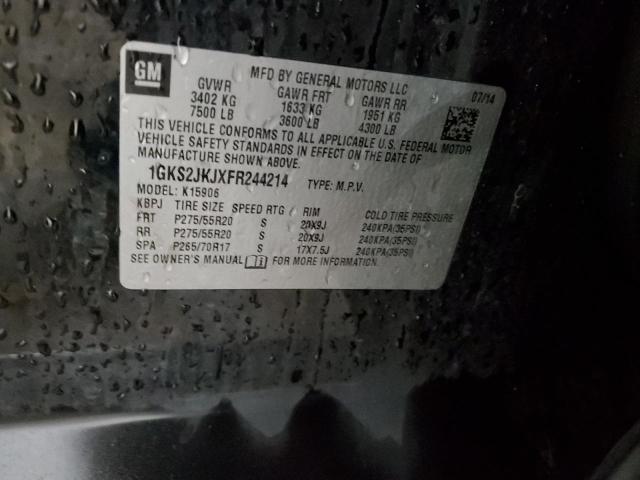 GM
MFD BY GENERAL MOTORS LLC
07/14
GVWR GAWR FRT GAWR RR
3402 KG 1633 KG 1951 KG
7500 LB 3600 LB 4300 LB
THIS VEHICLE CONFORMS TO ALL APPLICABLE U.S. FEDERAL MOTOR
VEHICLE SAFETY STANDARDS IN EFFECT ON THE DATE OF
MANUFACTURE SHOWN ABOVE.
1GKS2JKJXFR244214 TYPE: M.P.V.
MODEL: K15906
KBPJ TIRE SIZE SPEED RTG RIM COLD TIRE PRESSURE
FRT P275/55R20 S 20X9J 240KPA(35PSI)
RR P275/55R20 S 20X9J 240KPA(35PSI)
SPA P265/70R17 S 17X7.5J 240KPA(35PSI)
SEE OWNER'S MANUAL FOR MORE INFORMATION.